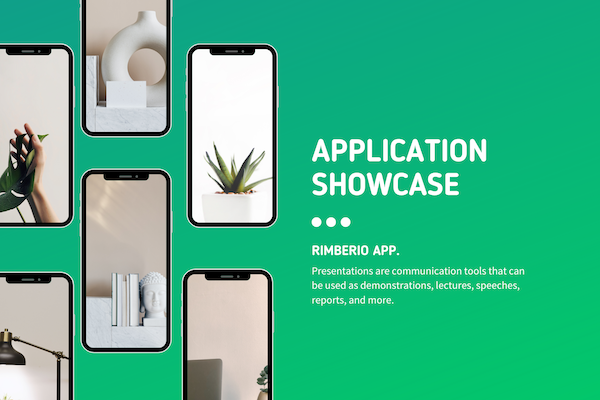 APPLICATION
SHOWCASE
RIMBERIO APP.
Presentations are communication tools that can
be used as demonstrations, lectures, speeches,
reports, and more.